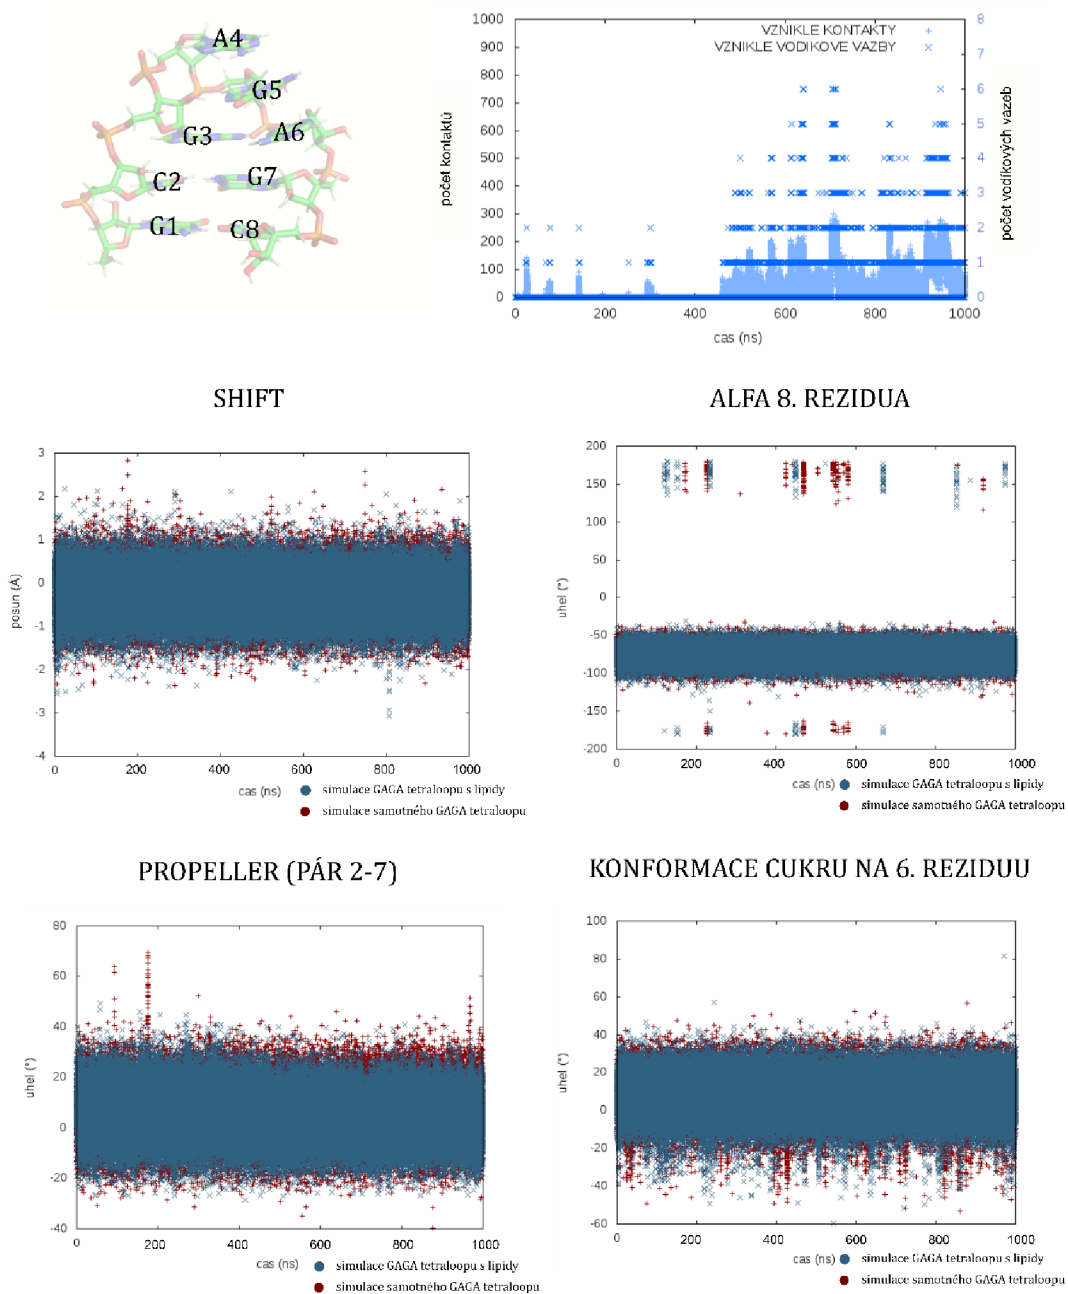 A4
G5
G3
A6
C2
G7
G1
C8
VZNIKLE KONTAKTY
VZNIKLE VODIKOVE VAZBY
1000
900
800
700
600
500
400
300
200
100
0
8
7
6
5
4
3
2
1
0
počet kontaktů
počet vodíkových vazeb
0 200 400 600 800 1000
cas (ns)
SHIFT
3
2
1
0
-1
-2
-3
-4
posun (Å)
0 200 400 600 800 1000
cas (ns)
simulace GAGA tetraloopu s lipidy
simulace samotného GAGA tetraloopu
ALFA 8. REZIDUA
200
150
100
50
0
-50
-100
-150
-200
uhel (°)
0 200 400 600 800 1000
cas (ns)
simulace GAGA tetraloopu s lipidy
simulace samotného GAGA tetraloopu
PROPELLER (PÁR 2-7)
80
60
40
20
0
-20
-40
uhel (°)
0 200 400 600 800 1000
cas (ns)
simulace GAGA tetraloopu s lipidy
simulace samotného GAGA tetraloopu
KONFORMACE CUKRU NA 6. REZIDUU
100
80
60
40
20
0
-20
-40
-60
uhel (°)
0 200 400 600 800 1000
cas (ns)
simulace GAGA tetraloopu s lipidy
simulace samotného GAGA tetraloopu